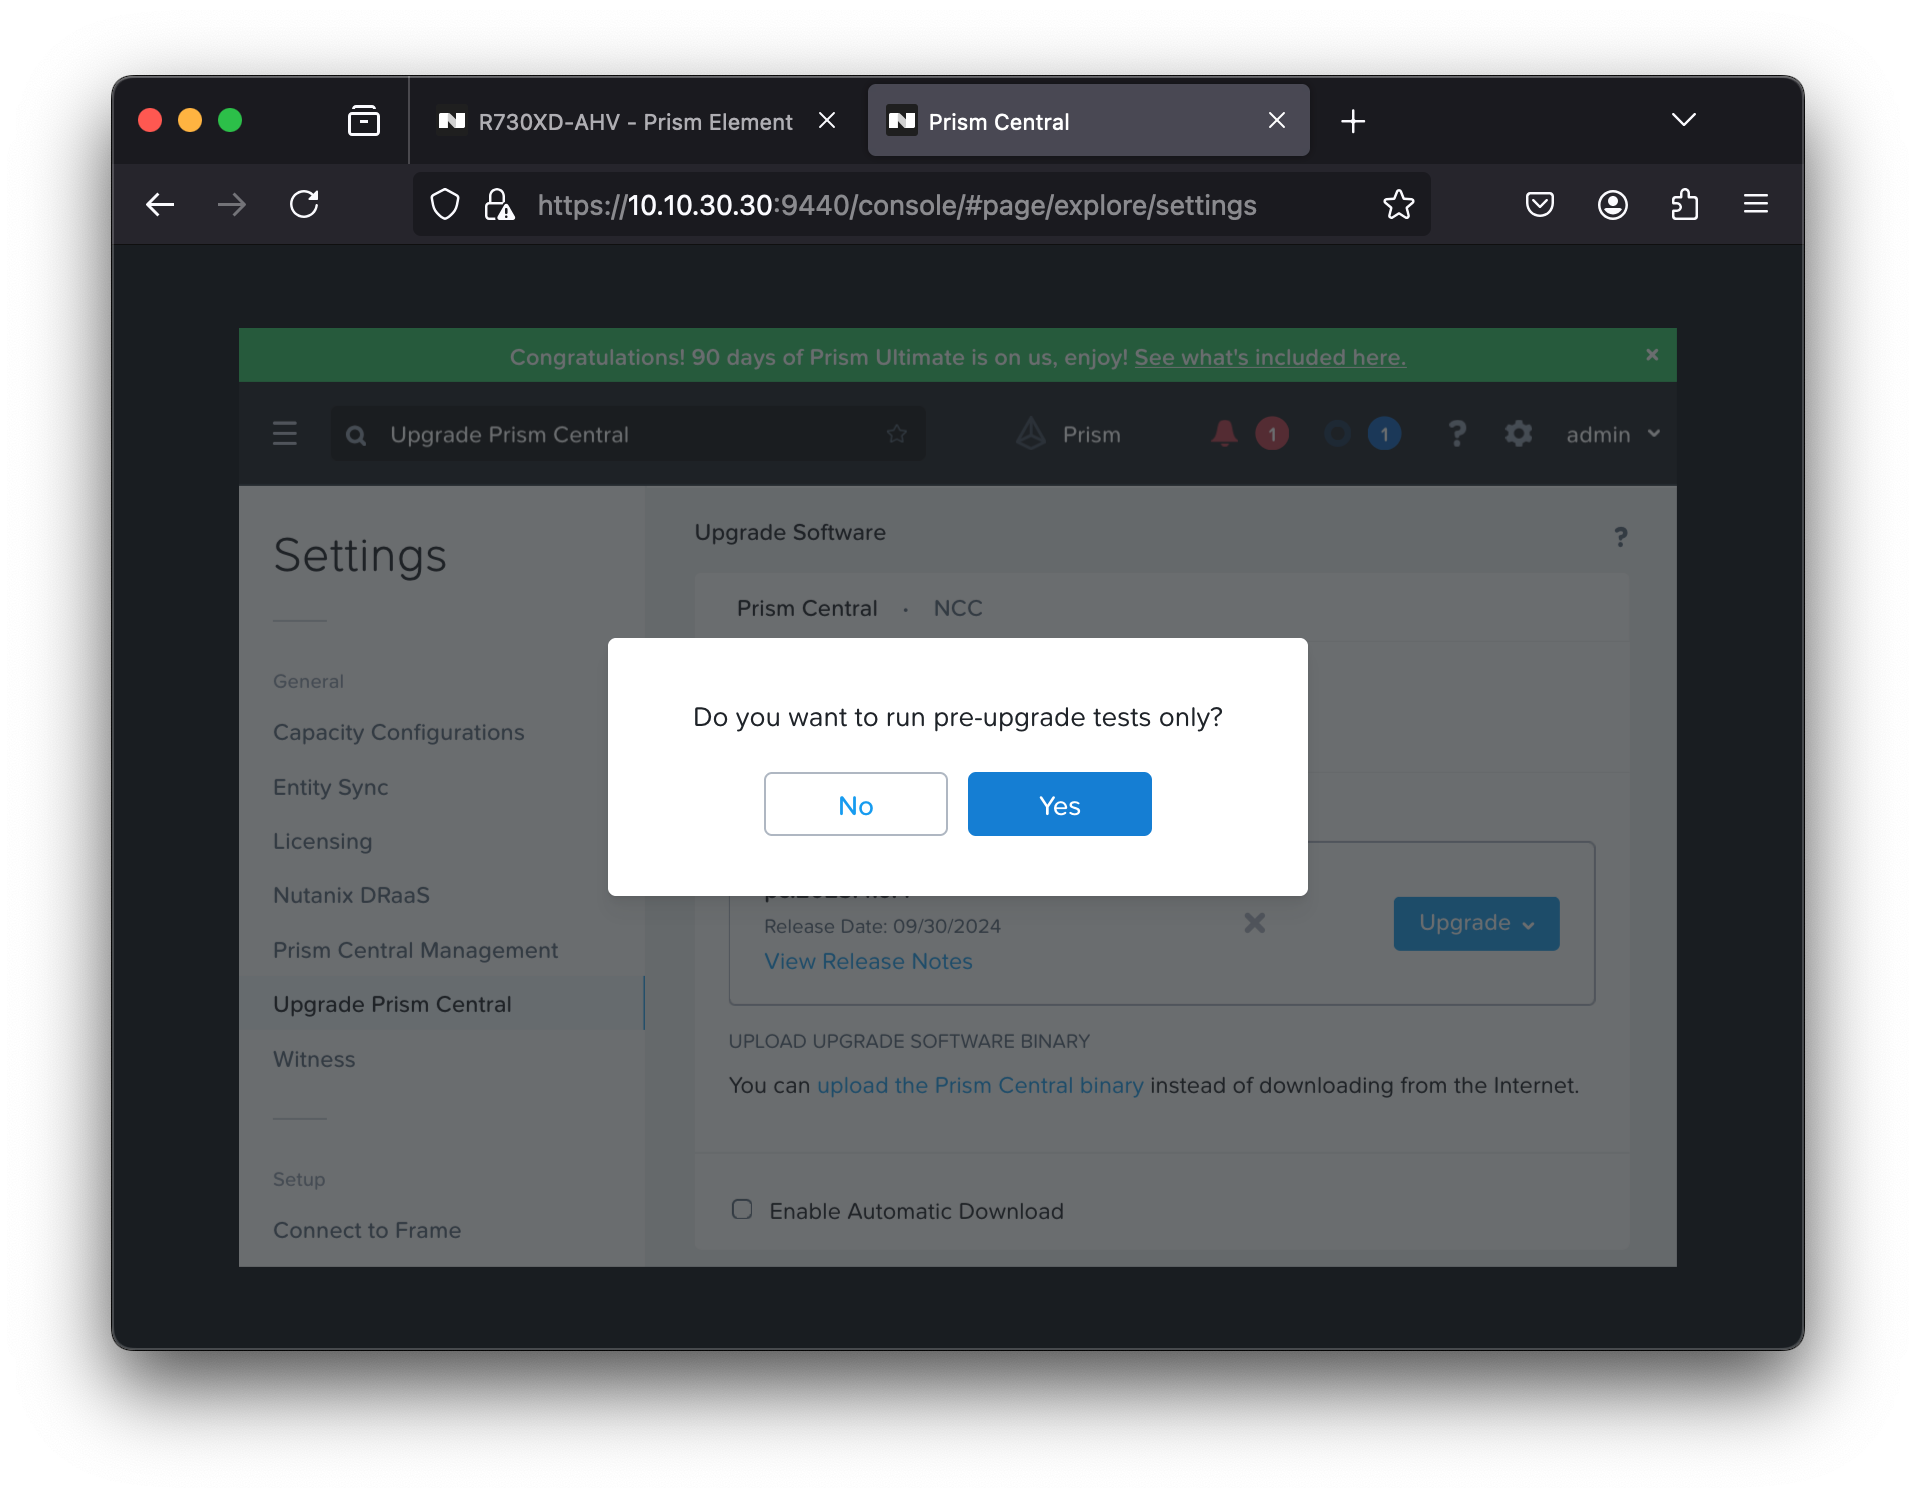 R730XD-AHV - Prism Element
Prism Central
https://10.10.30.30:9440/console/#page/explore/settings
Congratulations! 90 days of Prism Ultimate is on us, enjoy! See what's included here.
Upgrade Prism Central
Prism
1
1
?
admin
Settings
General
Capacity Configurations
Entity Sync
Licensing
Nutanix DRaaS
Prism Central Management
Upgrade Prism Central
Witness
Setup
Connect to Frame
Upgrade Software
?
Prism Central · NCC
Do you want to run pre-upgrade tests only?
No
Yes
Release Date: 09/30/2024
View Release Notes
Upgrade
UPLOAD UPGRADE SOFTWARE BINARY
You can upload the Prism Central binary instead of downloading from the Internet.
Enable Automatic Download